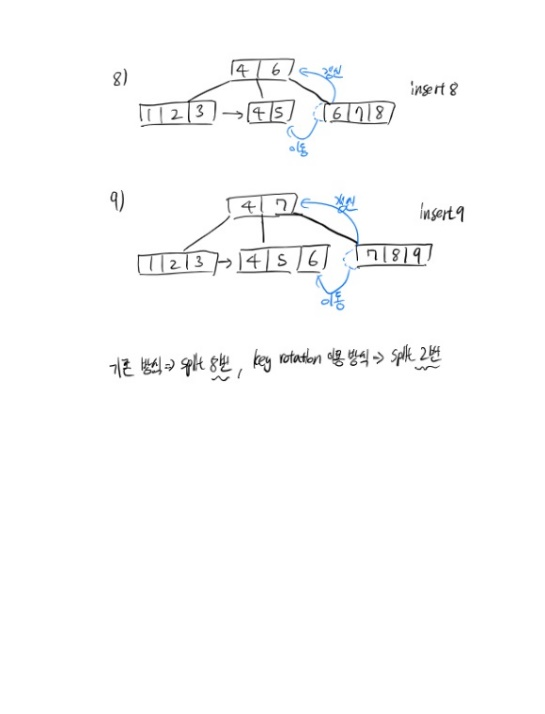 8)
4 6 갱신 insert 8
1 2 3 → 4 5 6 7 8
이동
9)
4 7 갱신 insert 9
1 2 3 → 4 5 6 7 8 9
이동
기존 방식 ⇒ split 8번, key rotation 이용 방식 ⇒ split 2번